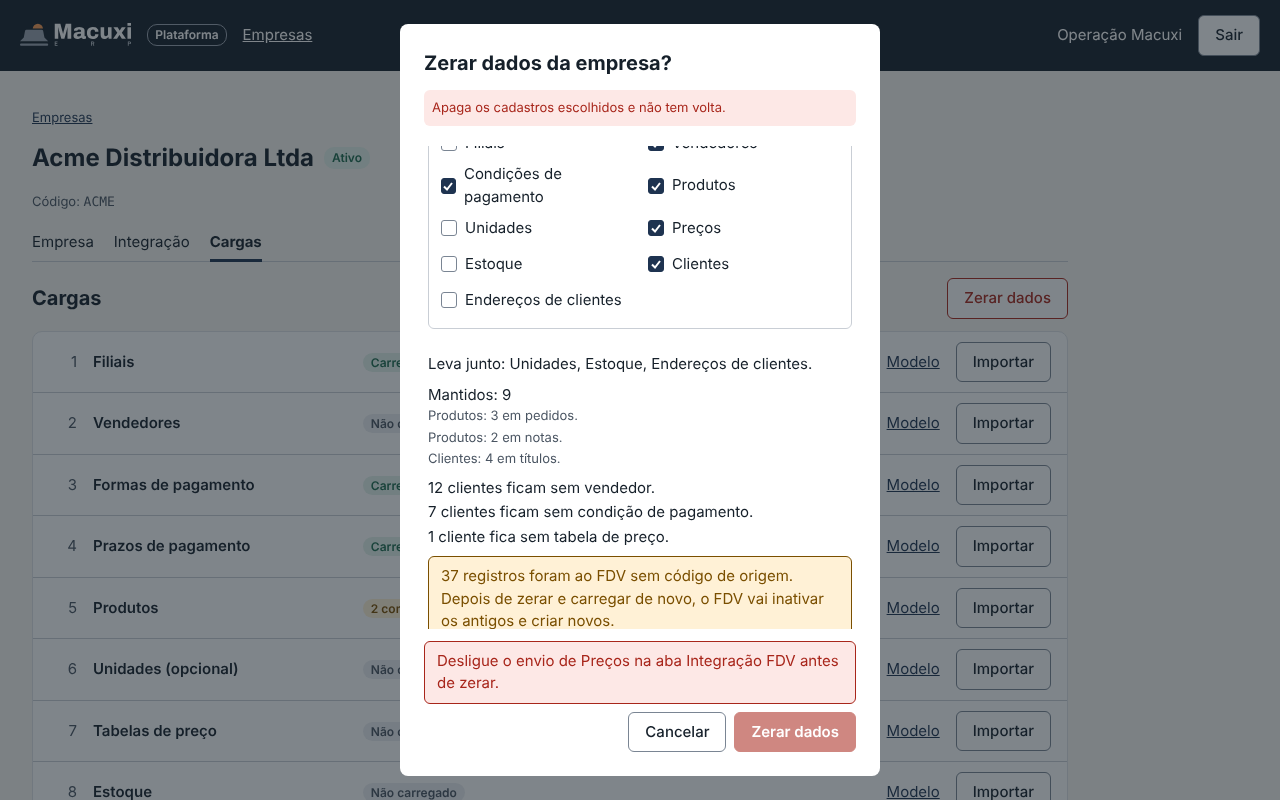 Macuxi
ERP
Plataforma
Empresas
Operação Macuxi
Sair
Empresas
Acme Distribuidora Ltda
Ativo
Código: ACME
Empresa
Integração
Cargas
Cargas
Zerar dados
1 Filiais
Modelo
Importar
2 Vendedores
Modelo
Importar
3 Formas de pagamento
Modelo
Importar
4 Prazos de pagamento
Modelo
Importar
5 Produtos
Modelo
Importar
6 Unidades (opcional)
Modelo
Importar
7 Tabelas de preço
Modelo
Importar
8 Estoque
Não carregado
Modelo
Importar
Zerar dados da empresa?
Apaga os cadastros escolhidos e não tem volta.
Filiais
Vendedores
Condições de
pagamento
Produtos
Unidades
Preços
Estoque
Clientes
Endereços de clientes
Leva junto: Unidades, Estoque, Endereços de clientes.
Mantidos: 9
Produtos: 3 em pedidos.
Produtos: 2 em notas.
Clientes: 4 em títulos.
12 clientes ficam sem vendedor.
7 clientes ficam sem condição de pagamento.
1 cliente fica sem tabela de preço.
37 registros foram ao FDV sem código de origem.
Depois de zerar e carregar de novo, o FDV vai inativar
os antigos e criar novos.
Desligue o envio de Preços na aba Integração FDV antes
de zerar.
Cancelar
Zerar dados